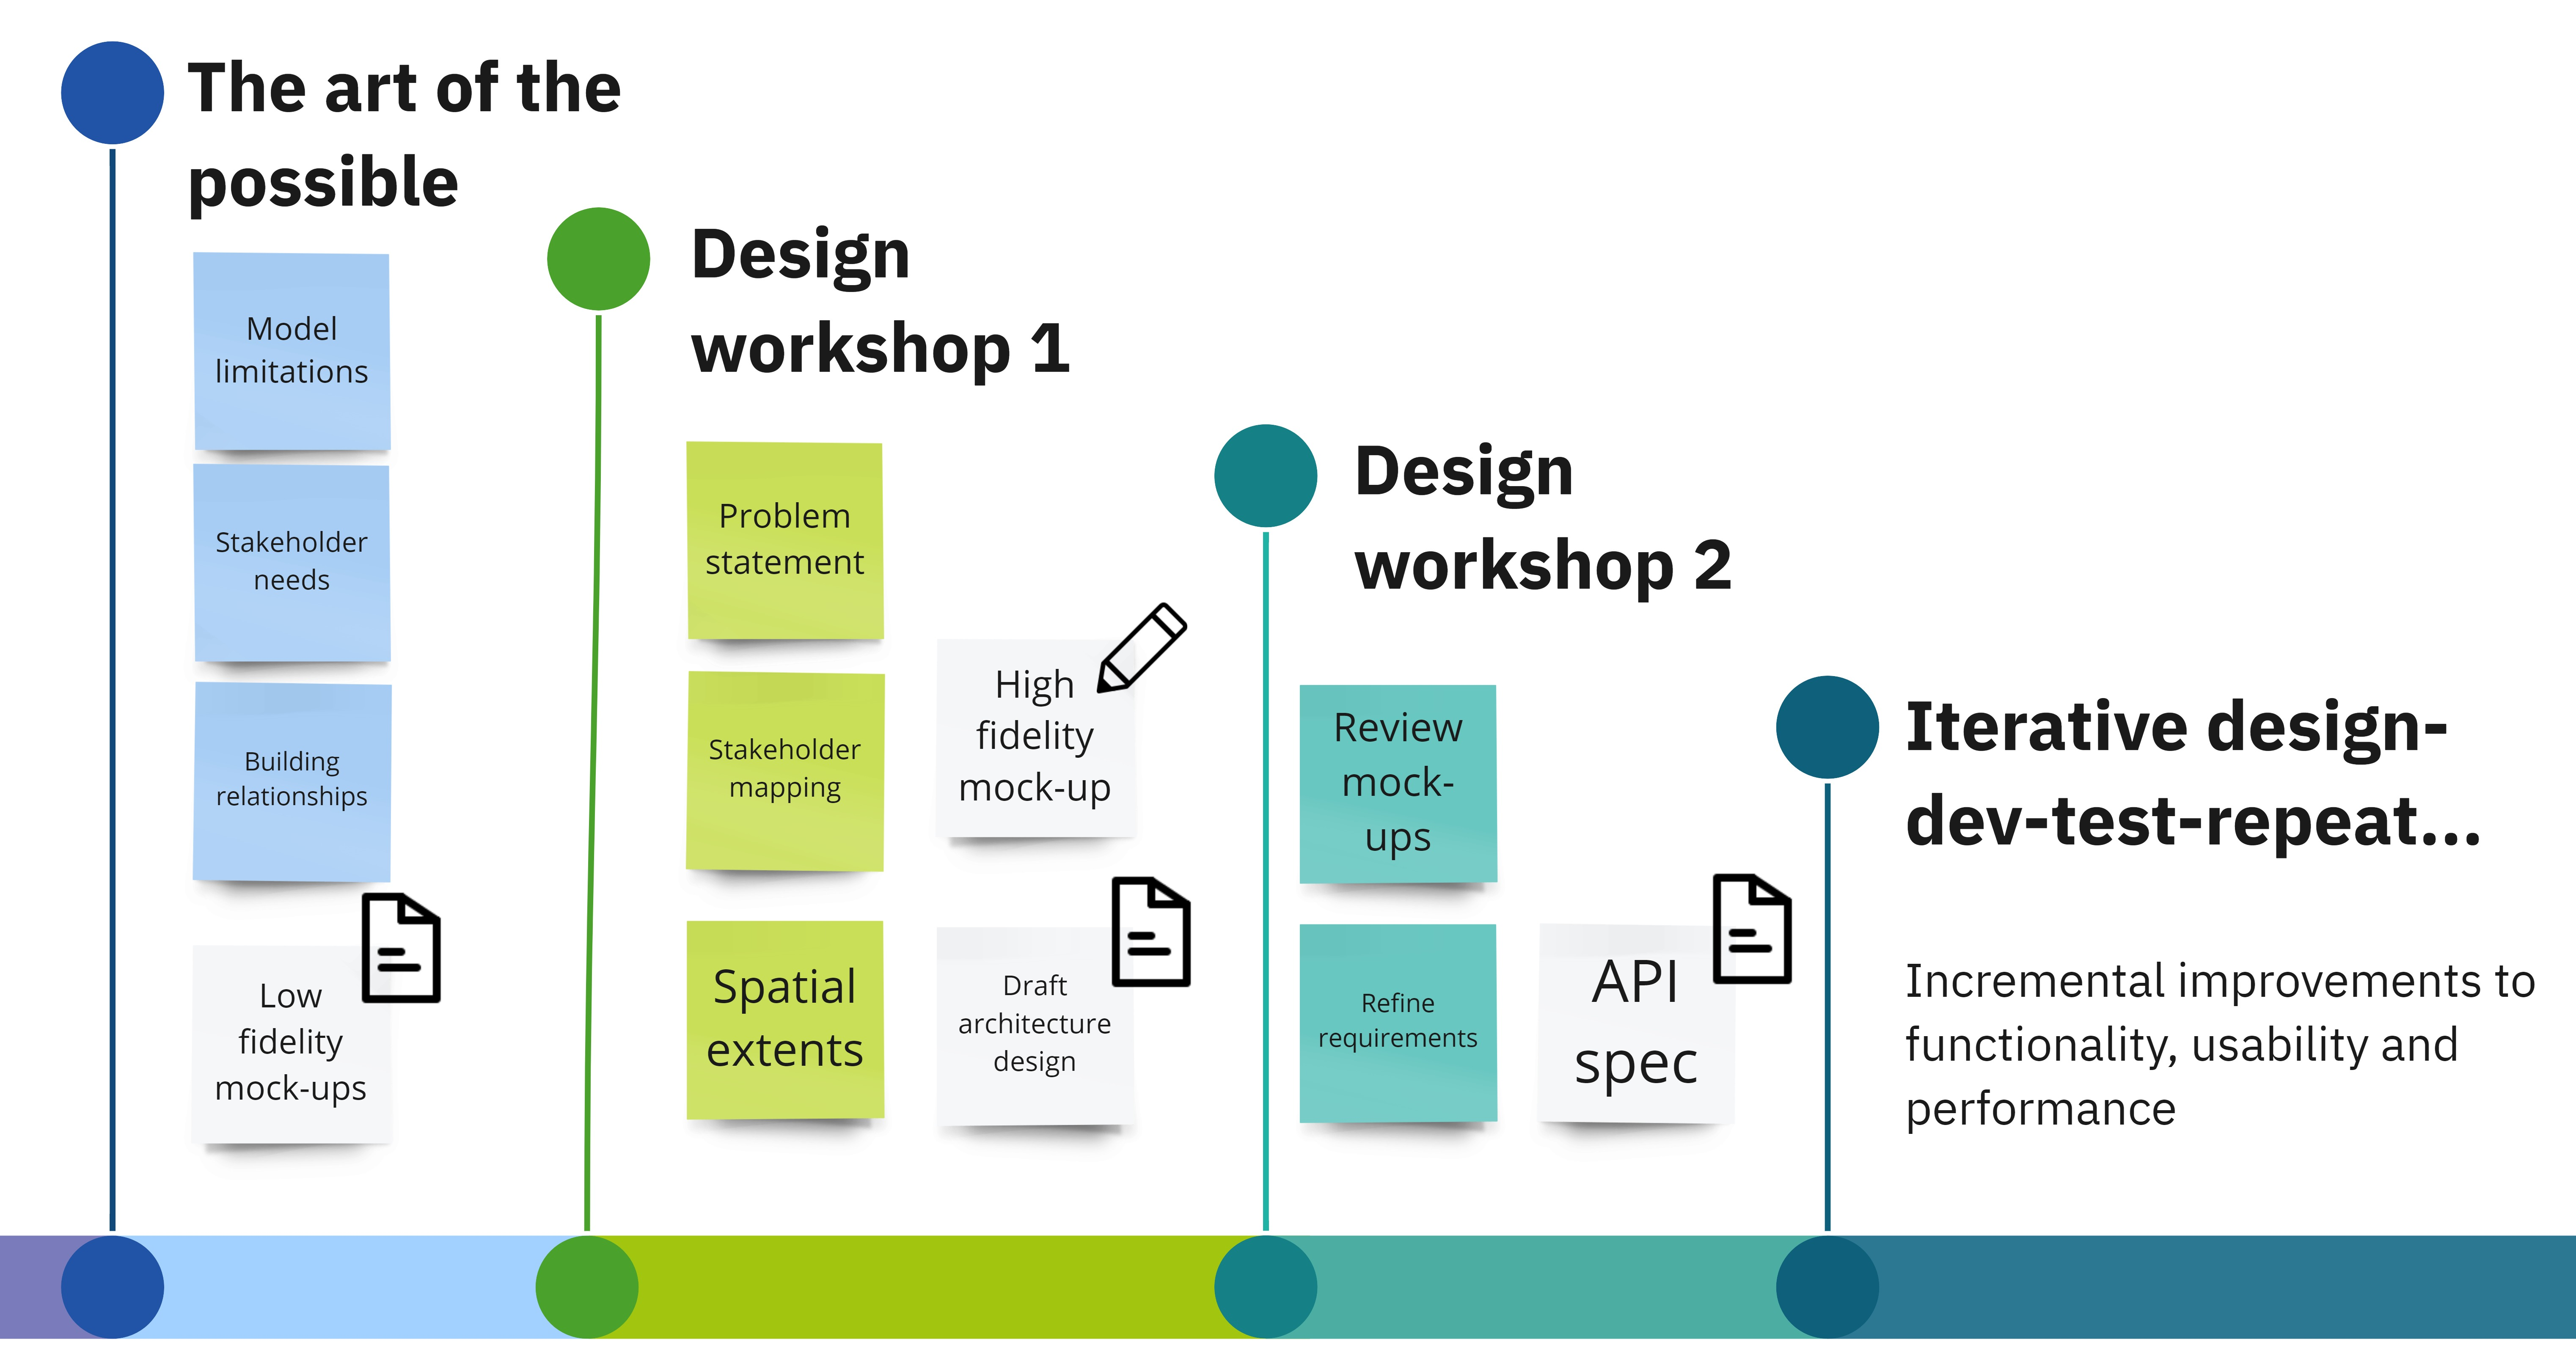 The art of the
possible
Model
limitations
Stakeholder
needs
Building
relationships
Low
fidelity
mock-ups
Design
workshop 1
Problem
statement
Stakeholder
mapping
Spatial
extents
High
fidelity
mock-up
Draft
architecture
design
Design
workshop 2
Review
mock-
ups
Refine
requirements
API
spec
Iterative design-
dev-test-repeat...
Incremental improvements to
functionality, usability and
performance